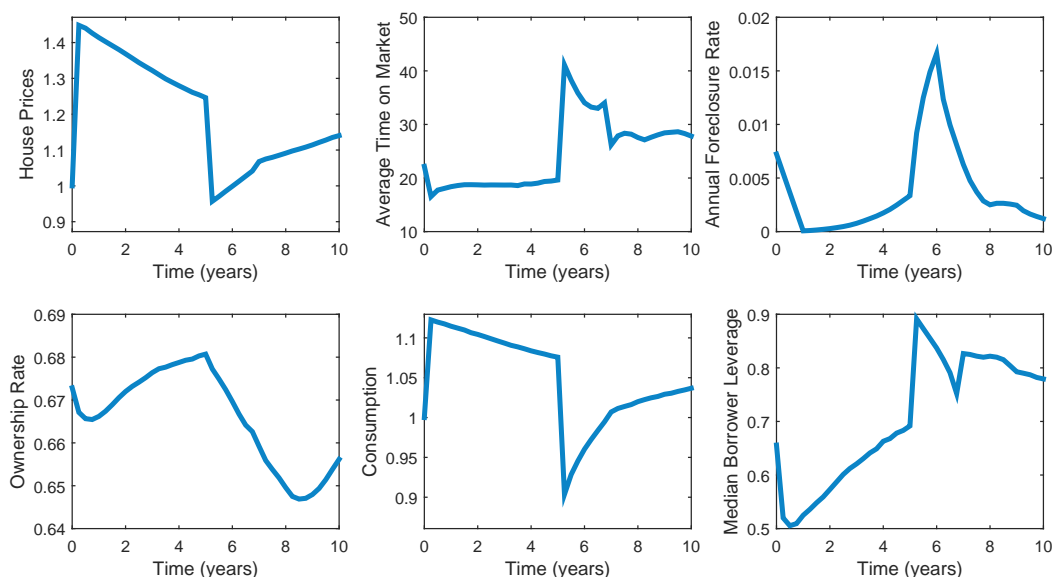 House Prices
1.4
1.3
1.2
1.1
1
0.9
0 2 4 6 8 10
Time (years)
Average Time on Market
50
40
30
20
10
0 2 4 6 8 10
Time (years)
Annual Foreclosure Rate
0.02
0.015
0.01
0.005
0
0 2 4 6 8 10
Time (years)
Ownership Rate
0.69
0.68
0.67
0.66
0.65
0.64
0 2 4 6 8 10
Time (years)
Consumption
1.1
1.05
1
0.95
0.9
0 2 4 6 8 10
Time (years)
Median Borrower Leverage
0.9
0.8
0.7
0.6
0.5
0 2 4 6 8 10
Time (years)